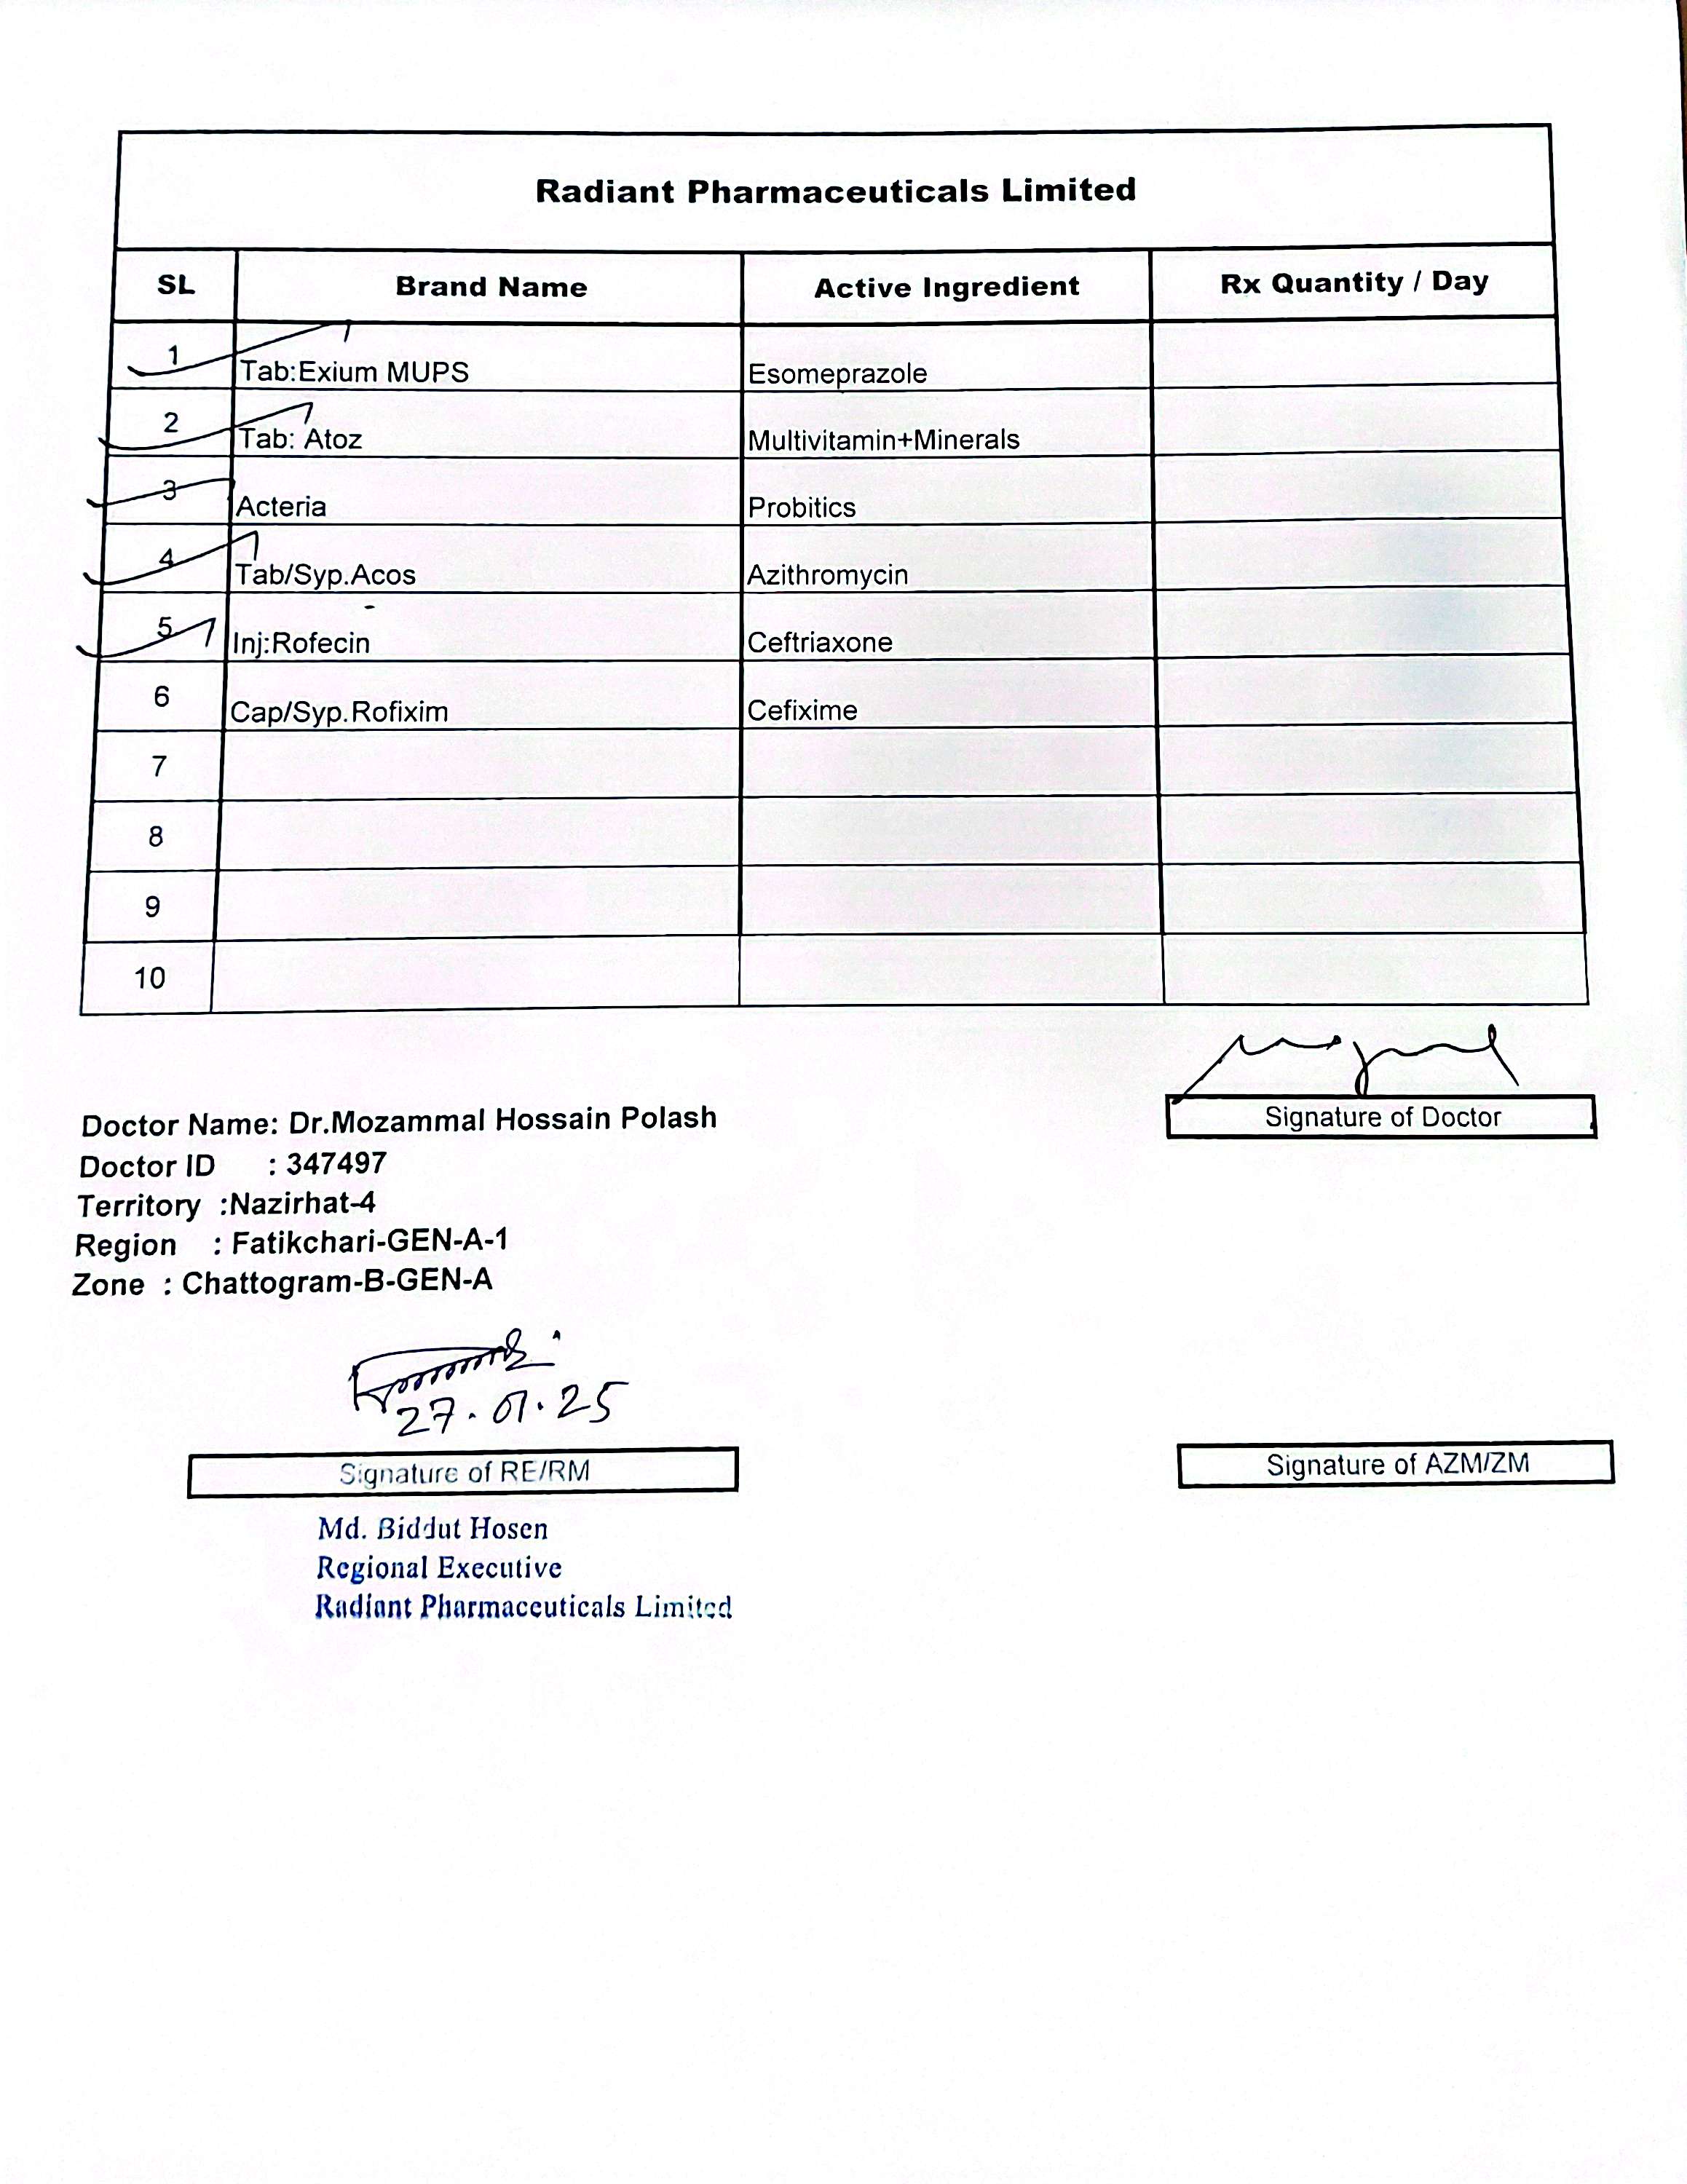 Radiant Pharmaceuticals Limited
SL Brand Name Active Ingredient Rx Quantity / Day
1 Tab:Exium MUPS Esomeprazole
2 Tab: Atoz Multivitamin+Minerals
3 Acteria Probitics
4 Tab/Syp.Acos Azithromycin
5 Inj:Rofecin Ceftriaxone
6 Cap/Syp.Rofixim Cefixime
7
8
9
10
Signature of Doctor
Doctor Name: Dr.Mozammal Hossain Polash
Doctor ID : 347497
Territory :Nazirhat-4
Region : Fatikchari-GEN-A-1
Zone : Chattogram-B-GEN-A
27.01.25
Signature of RE/RM Signature of AZM/ZM
Md. Biddut Hosen
Regional Executive
Radiant Pharmaceuticals Limited